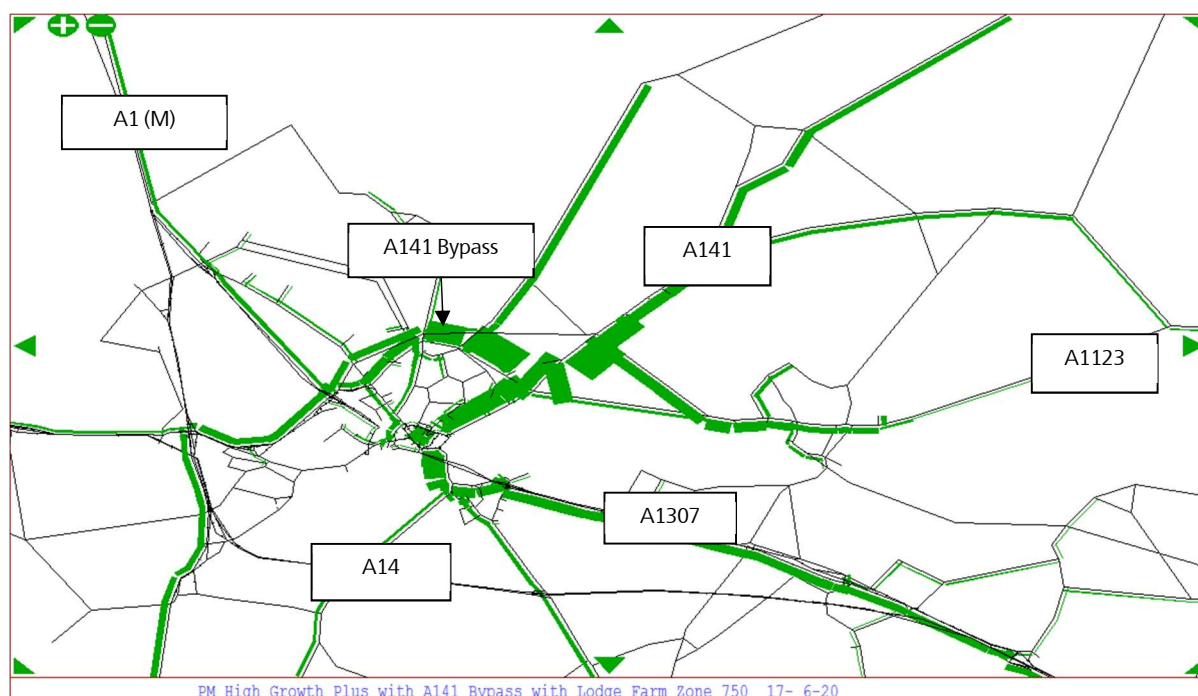 A1 (M)
A141 Bypass
A141
A1123
A1307
A14
PM High Growth Plus with A141 Bypass with Lodge Farm Zone 750 17- 6-20